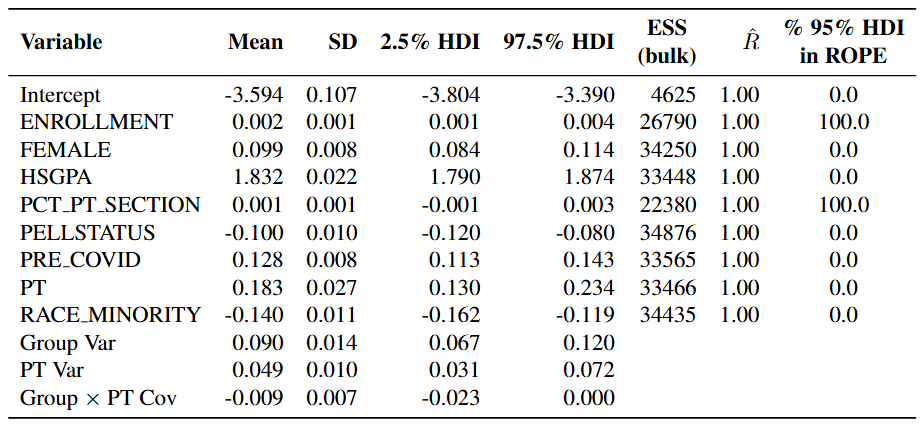 Variable Mean SD 2.5% HDI 97.5% HDI ESS (bulk) R̂ % 95% HDI in ROPE
Intercept -3.594 0.107 -3.804 -3.390 4625 1.00 0.0
ENROLLMENT 0.002 0.001 0.001 0.004 26790 1.00 100.0
FEMALE 0.099 0.008 0.084 0.114 34250 1.00 0.0
HSGPA 1.832 0.022 1.790 1.874 33448 1.00 0.0
PCT_PT_SECTION 0.001 0.001 -0.001 0.003 22380 1.00 100.0
PELLSTATUS -0.100 0.010 -0.120 -0.080 34876 1.00 0.0
PRE_COVID 0.128 0.008 0.113 0.143 33565 1.00 0.0
PT 0.183 0.027 0.130 0.234 33466 1.00 0.0
RACE_MINORITY -0.140 0.011 -0.162 -0.119 34435 1.00 0.0
Group Var 0.090 0.014 0.067 0.120
PT Var 0.049 0.010 0.031 0.072
Group × PT Cov -0.009 0.007 -0.023 0.000